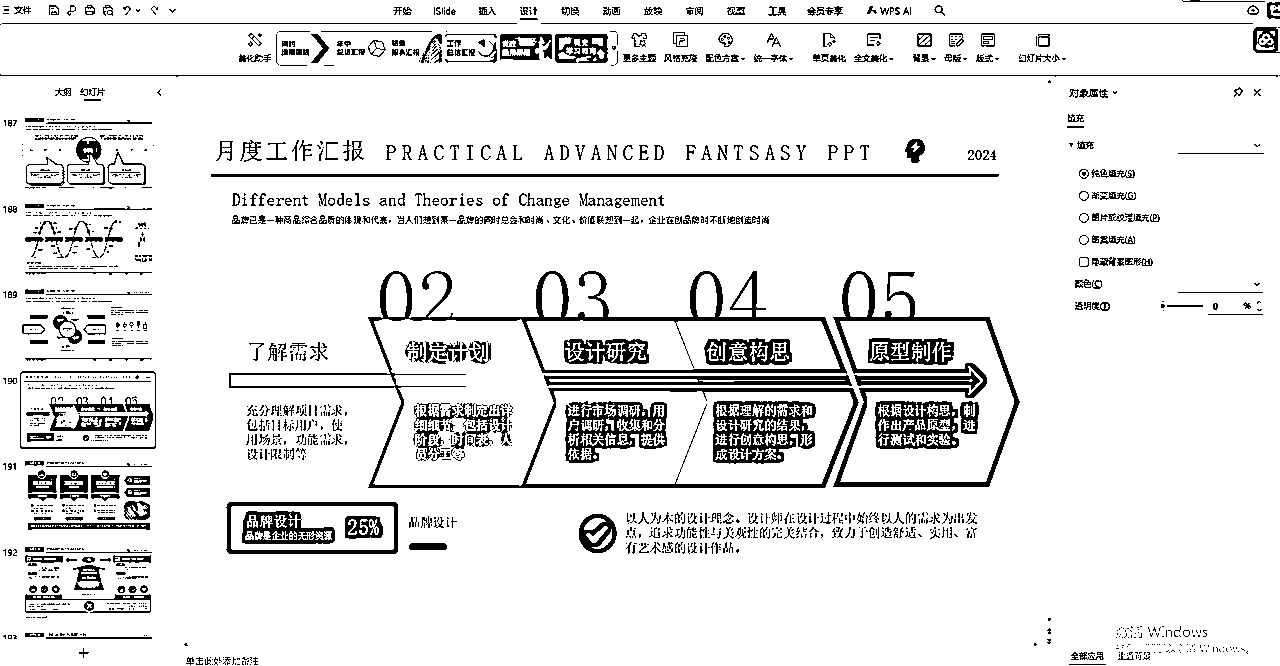 文件
开始 iSlide 插入 设计 切换 动画 放映 审阅 视图 工具 会员专享 WPS AI
美化助手 更多主题 风格克隆 配色方案 统一字体 单页美化 全文美化 背景 母版 版式 幻灯片大小
大纲 幻灯片
187
188
189
190
191
192
单击此处添加备注
月度工作汇报 PRACTICAL ADVANCED FANTSASY PPT 2024
Different Models and Theories of Change Management
品牌已是一种商品综合品质的体现和代表,当人们想到某一品牌的同时总会和时尚、文化、价值联想到一起,企业在创品牌时不断地创造时尚
02 03 04 05
了解需求 制定计划 设计研究 创意构思 原型制作
充分理解项目需求,
包括目标用户,使
用场景,功能需求,
设计限制等
根据需求制定出详
细细节,包括设计
阶段,时间表,人
员分工等
进行市场调研,用
户调研,收集和分
析相关信息,提供
依据。
根据理解的需求和
设计研究的结果,
进行创意构思,形
成设计方案。
根据设计构思,制
作出产品原型,进
行测试和实验。
品牌设计
品牌是企业的无形资源
25%
品牌设计
以人为本的设计理念。设计师在设计过程中始终以人的需求为出发
点,追求功能性与美观性的完美结合,致力于创造舒适、实用、富
有艺术感的设计作品。
对象属性
填充
填充
纯色填充(S)
渐变填充(G)
图片或纹理填充(P)
图案填充(A)
隐藏背景图形(H)
颜色(C)
透明度(T) 0 %
激活 Windows
全部应用 重置背景